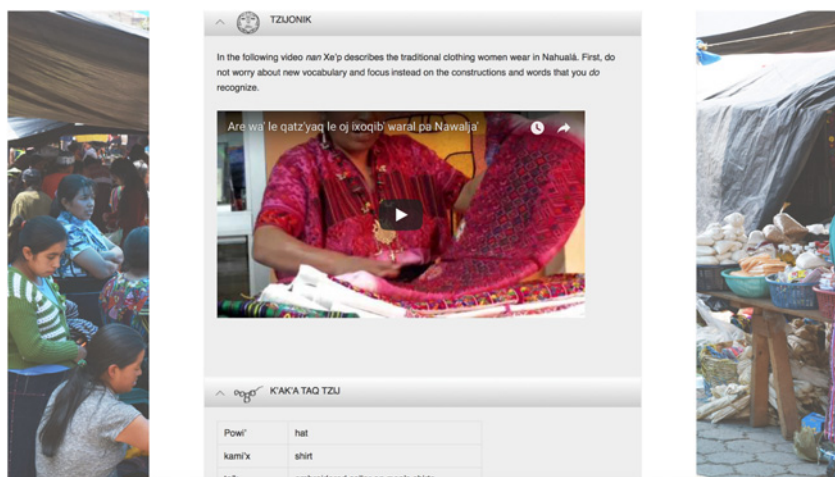 TZIJONIK
In the following video nan Xe'p describes the traditional clothing women wear in Nahualá. First, do
not worry about new vocabulary and focus instead on the constructions and words that you do
recognize.
Are wa' le qatz'yaq le oj ixoqib' waral pa Nawalja'
K'AK'A TAQ TZIJ
Powi' hat
kami'x shirt